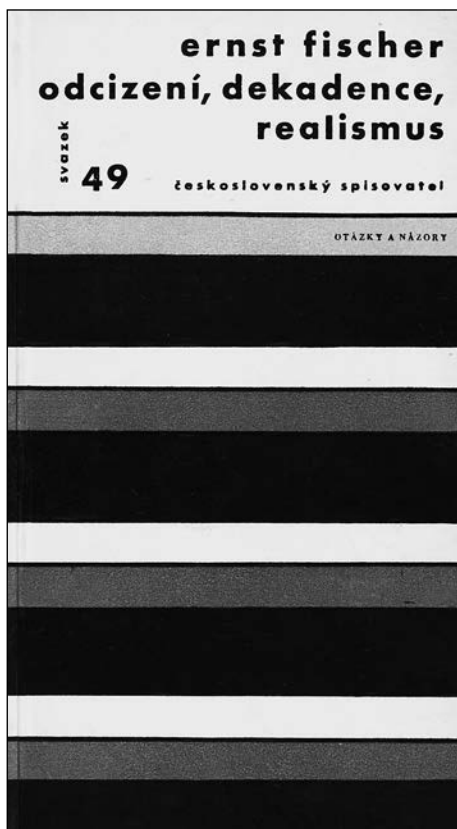 ernst fischer
odcizení, dekadence,
realismus
svazek
49
československý spisovatel
OTÁZKY A NÁZORY